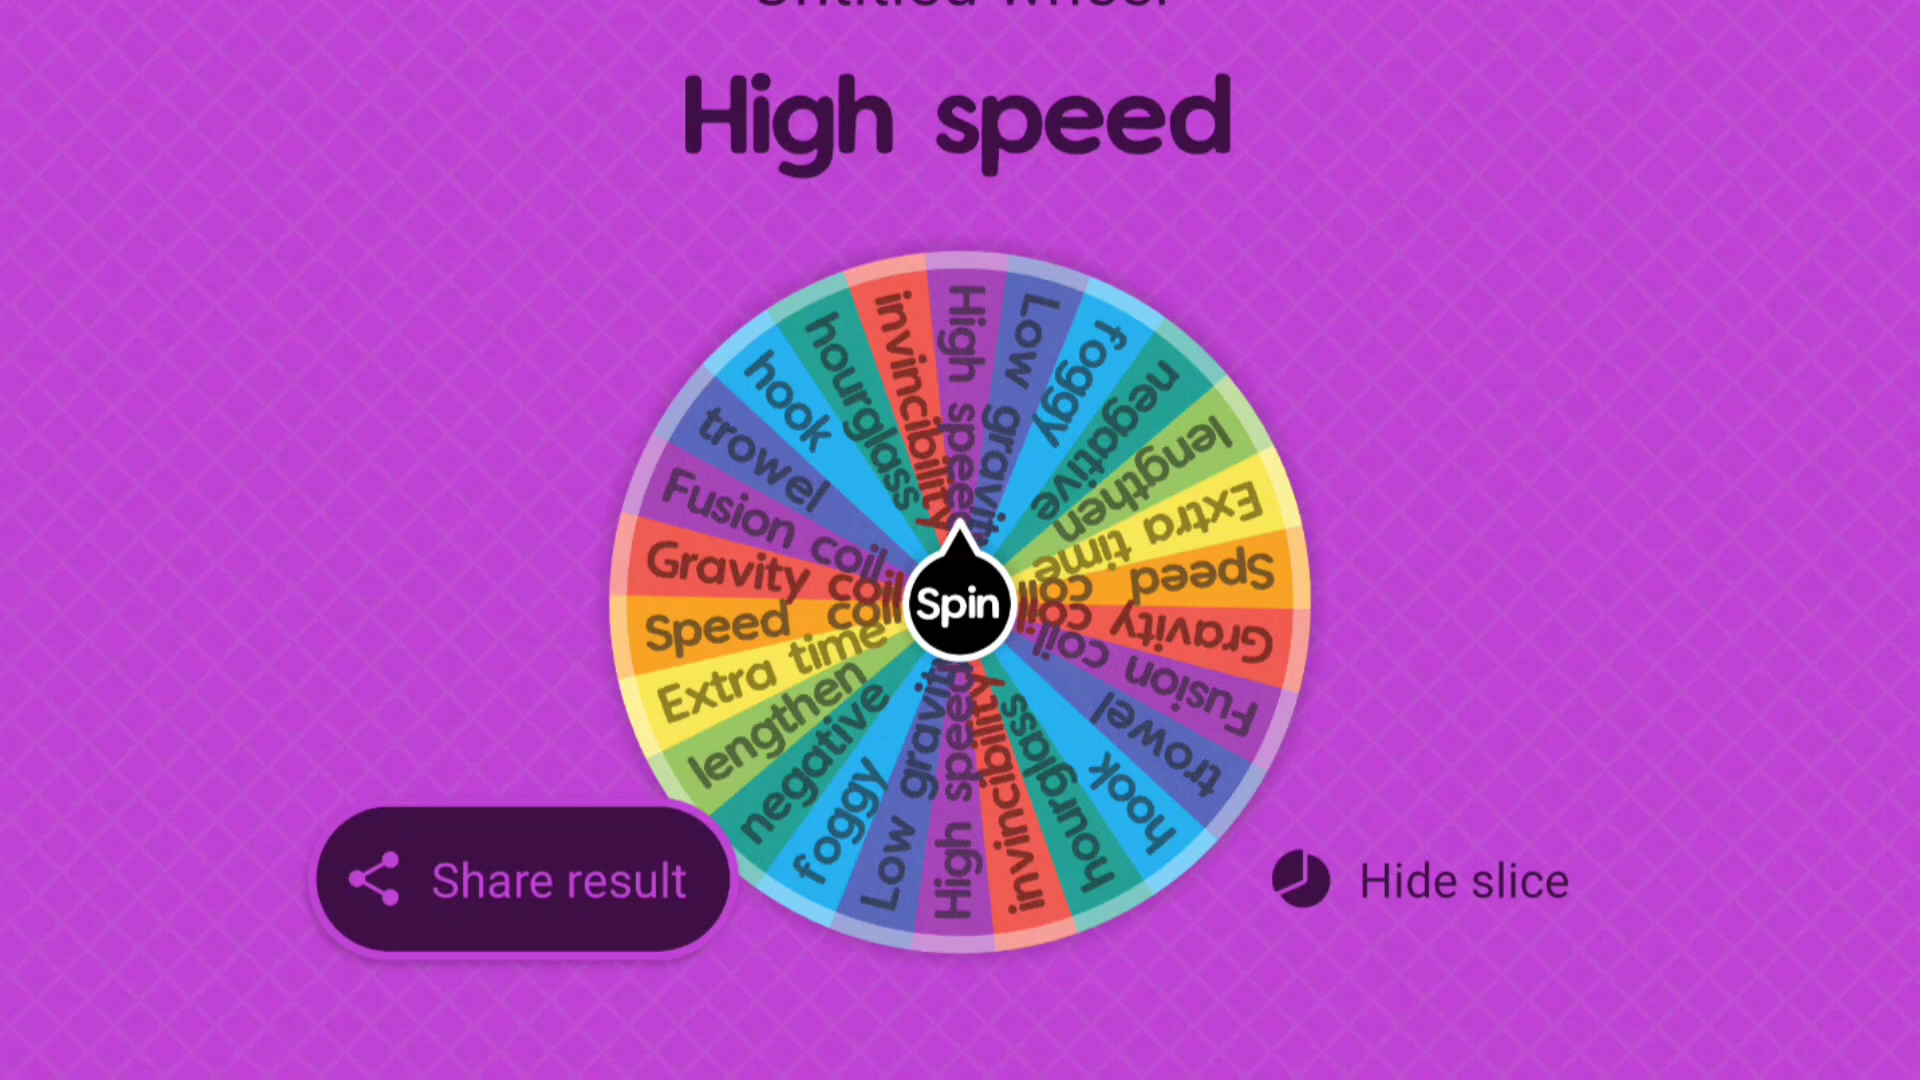 Untitled wheel
High speed
High speed
Low gravity
foggy
negative
lengthen
Extra time
Speed coil
Gravity coil
Fusion coil
trowel
hook
hourglass
invincibility
High speed
Low gravity
foggy
negative
lengthen
Extra time
Speed coil
Gravity coil
Fusion coil
trowel
hook
hourglass
invincibility
Spin
Share result
Hide slice